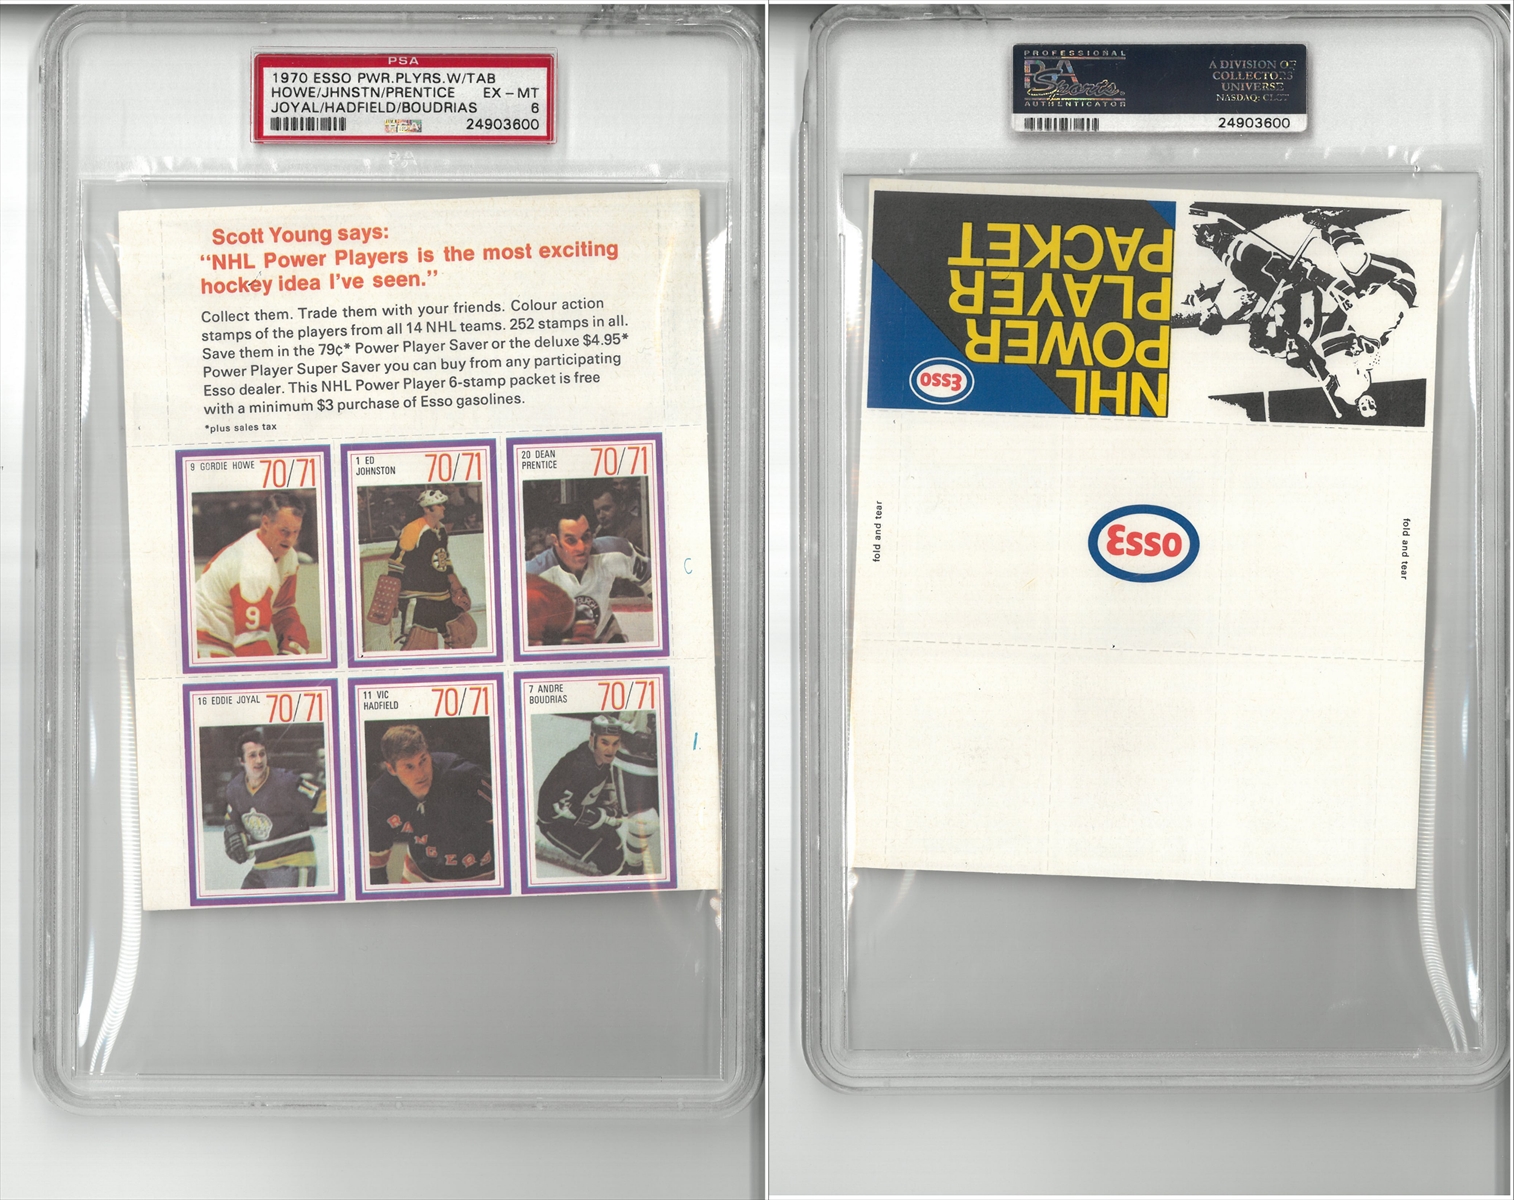 PSA
1970 ESSO PWR.PLYRS.W/TAB
HOWE/JHNSTN/PRENTICE EX - MT
JOYAL/HADFIELD/BOUDRIAS 6
24903600
Scott Young says:
“NHL Power Players is the most exciting
hockey idea I’ve seen.”
Collect them. Trade them with your friends. Colour action
stamps of the players from all 14 NHL teams. 252 stamps in all.
Save them in the 79¢* Power Player Saver or the deluxe $4.95*
Power Player Super Saver you can buy from any participating
Esso dealer. This NHL Power Player 6-stamp packet is free
with a minimum $3 purchase of Esso gasolines.
*plus sales tax
9 GORDIE HOWE 70/71
9
1 ED
JOHNSTON 70/71
20 DEAN
PRENTICE 70/71
C
16 EDDIE JOYAL 70/71
11 VIC
HADFIELD 70/71
RANGERS
7 ANDRE
BOUDRIAS 70/71
1
PROFESSIONAL
PSA
Sports
AUTHENTICATOR
A DIVISION OF
COLLECTORS
UNIVERSE
NASDAQ: CLCT
24903600
NHL
POWER
PLAYER
PACKET
ESSO
fold and tear
Esso
fold and tear